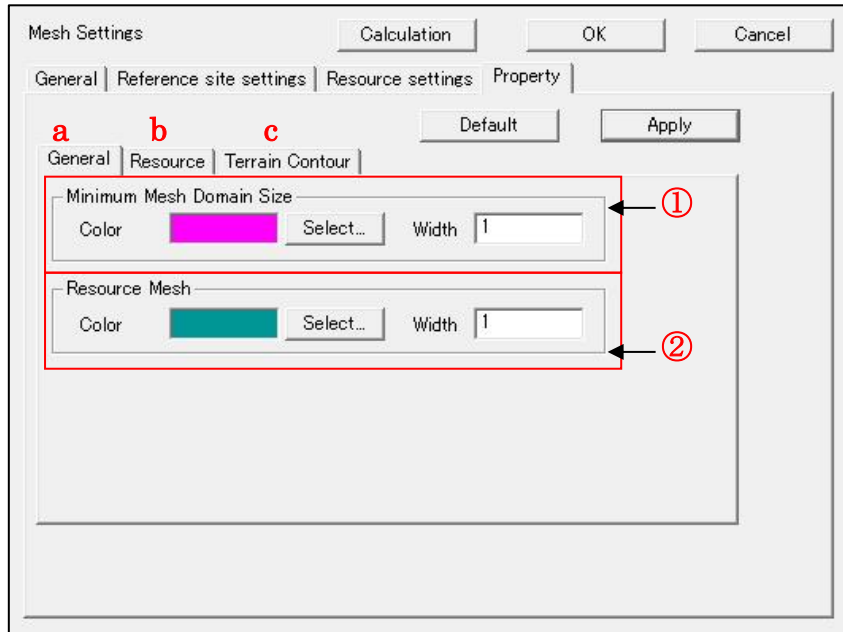 Mesh Settings Calculation OK Cancel
General Reference site settings Resource settings Property
Default Apply
a b c
General Resource Terrain Contour
Minimum Mesh Domain Size
①
Color Select... Width 1
Resource Mesh
Color Select... Width 1
②